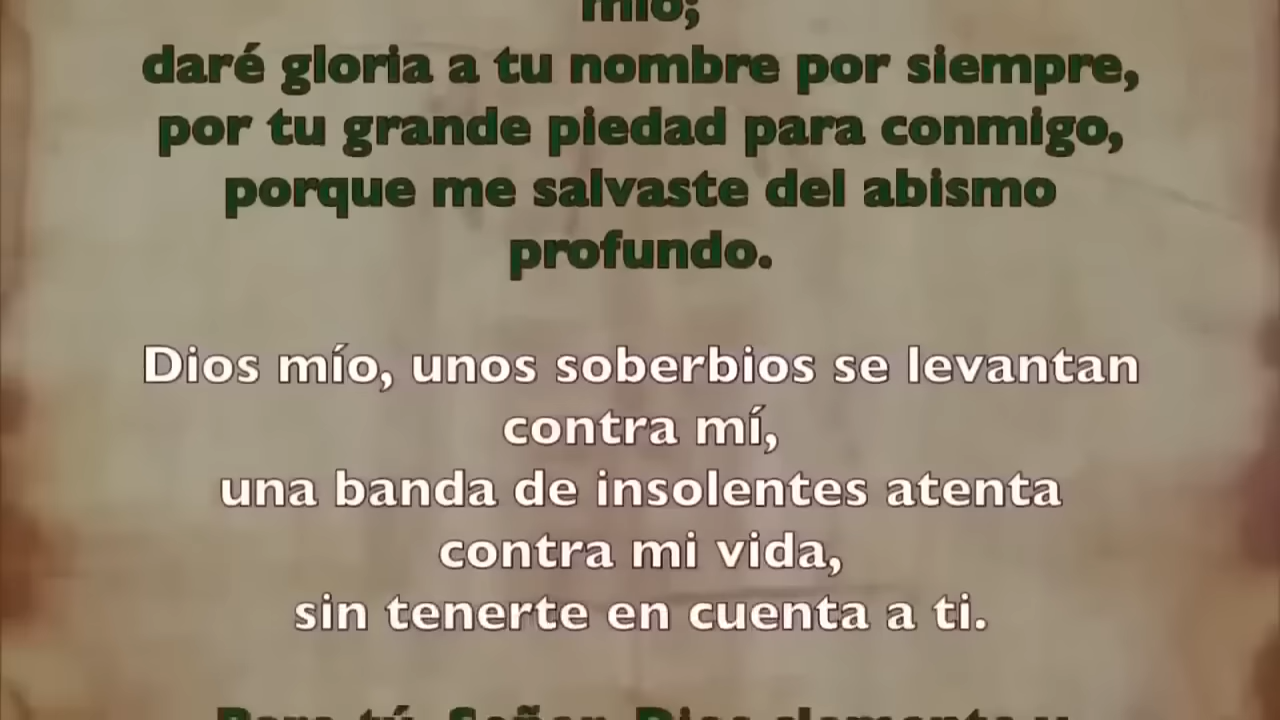 mío;
daré gloria a tu nombre por siempre,
por tu grande piedad para conmigo,
porque me salvaste del abismo
profundo.
Dios mío, unos soberbios se levantan
contra mí,
una banda de insolentes atenta
contra mi vida,
sin tenerte en cuenta a ti.
Pero tú, Señor, Dios clemente y